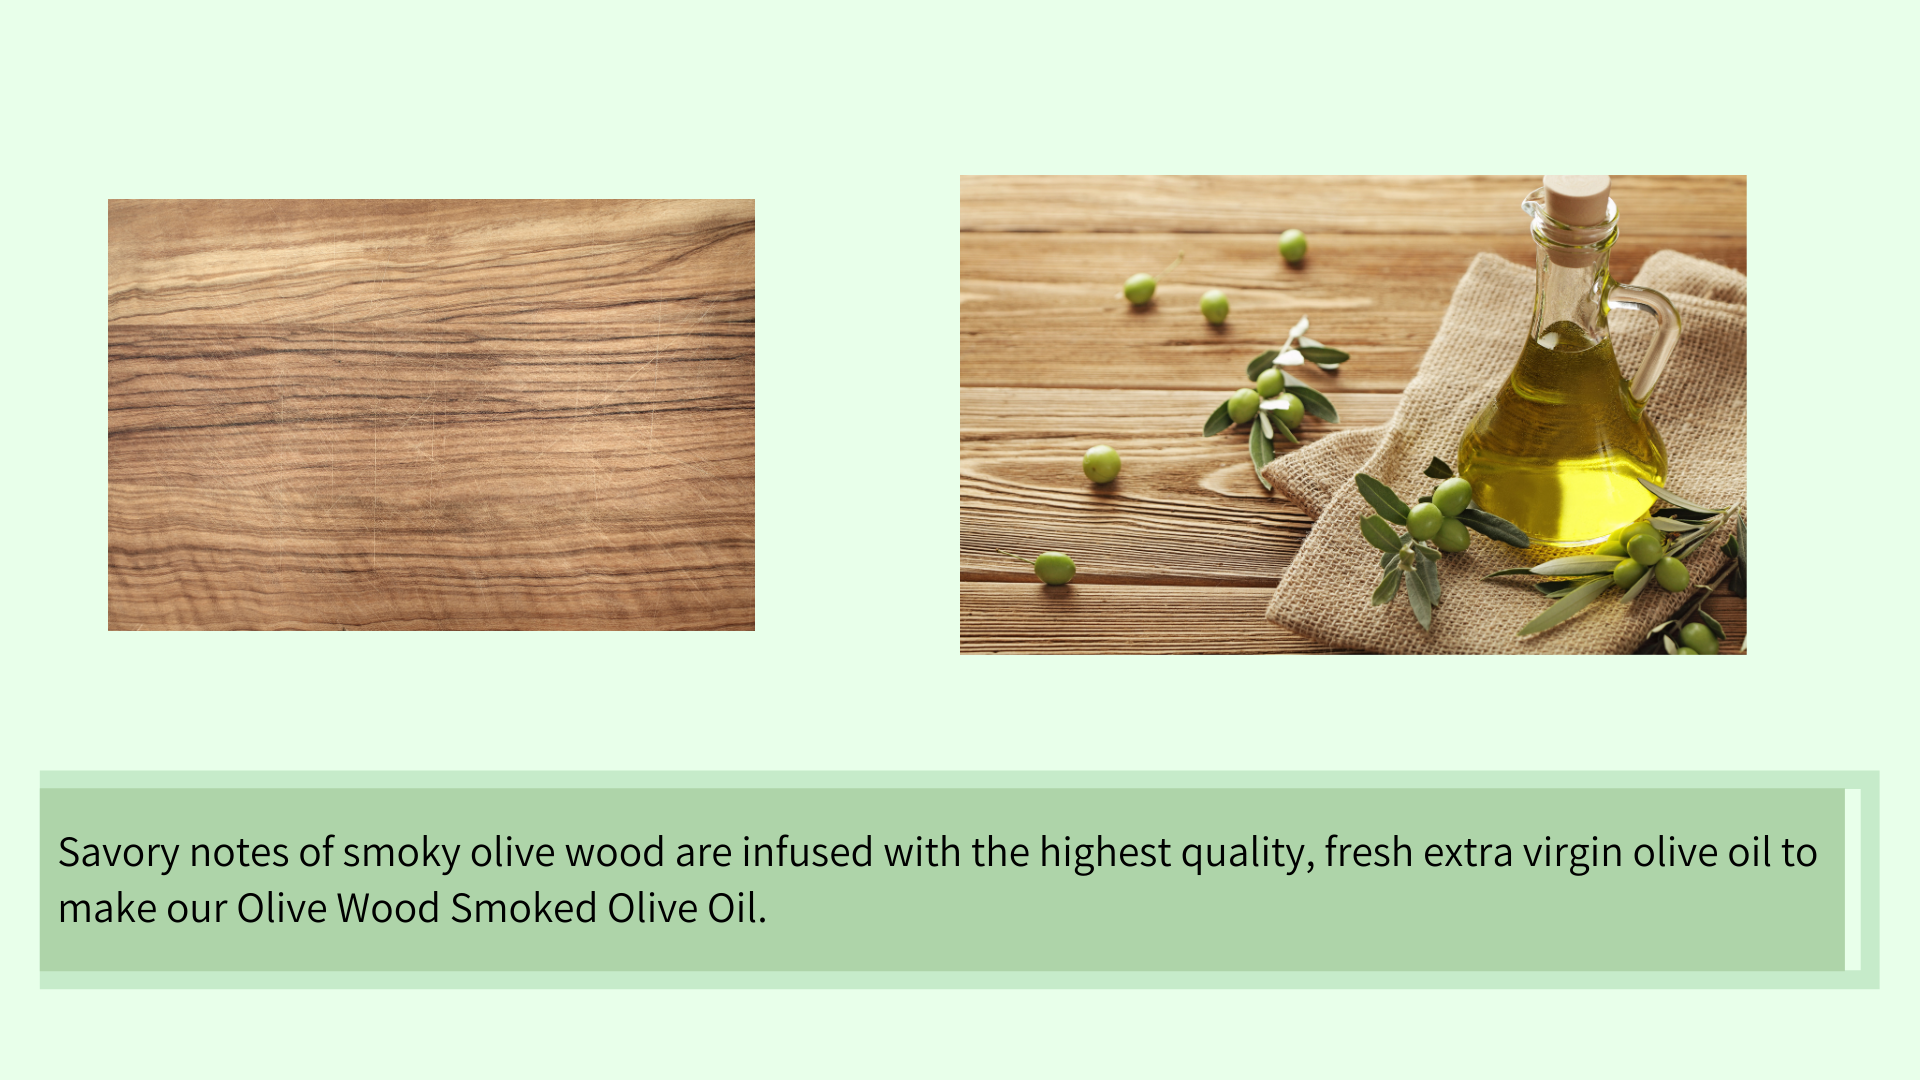 Savory notes of smoky olive wood are infused with the highest quality, fresh extra virgin olive oil to
make our Olive Wood Smoked Olive Oil.